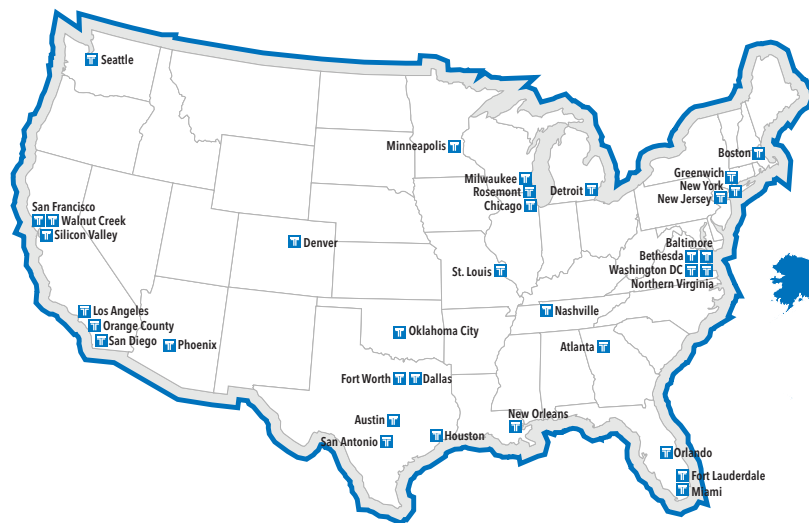 Seattle
Minneapolis
Boston
Milwaukee
Greenwich
Rosemont
Detroit
New York
Chicago
New Jersey
San Francisco
Walnut Creek
Silicon Valley
Denver
Baltimore
Bethesda
St. Louis
Washington DC
Northern Virginia
Los Angeles
Nashville
Orange County
Oklahoma City
San Diego
Phoenix
Atlanta
Fort Worth
Dallas
New Orleans
Austin
Houston
San Antonio
Orlando
Fort Lauderdale
Miami